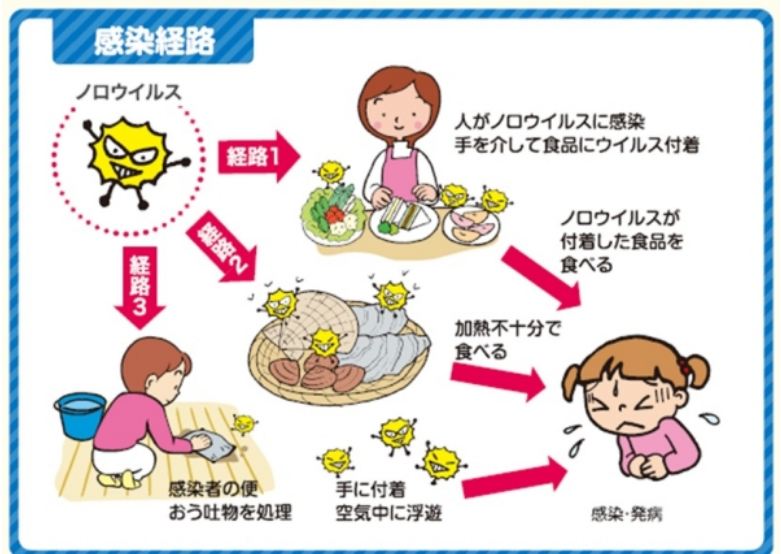 感染経路
ノロウイルス
経路1
人がノロウイルスに感染
手を介して食品にウイルス付着
ノロウイルスが
付着した食品を
食べる
経路2
加熱不十分で
食べる
経路3
感染者の便
おう吐物を処理
手に付着
空気中に浮遊
感染・発病